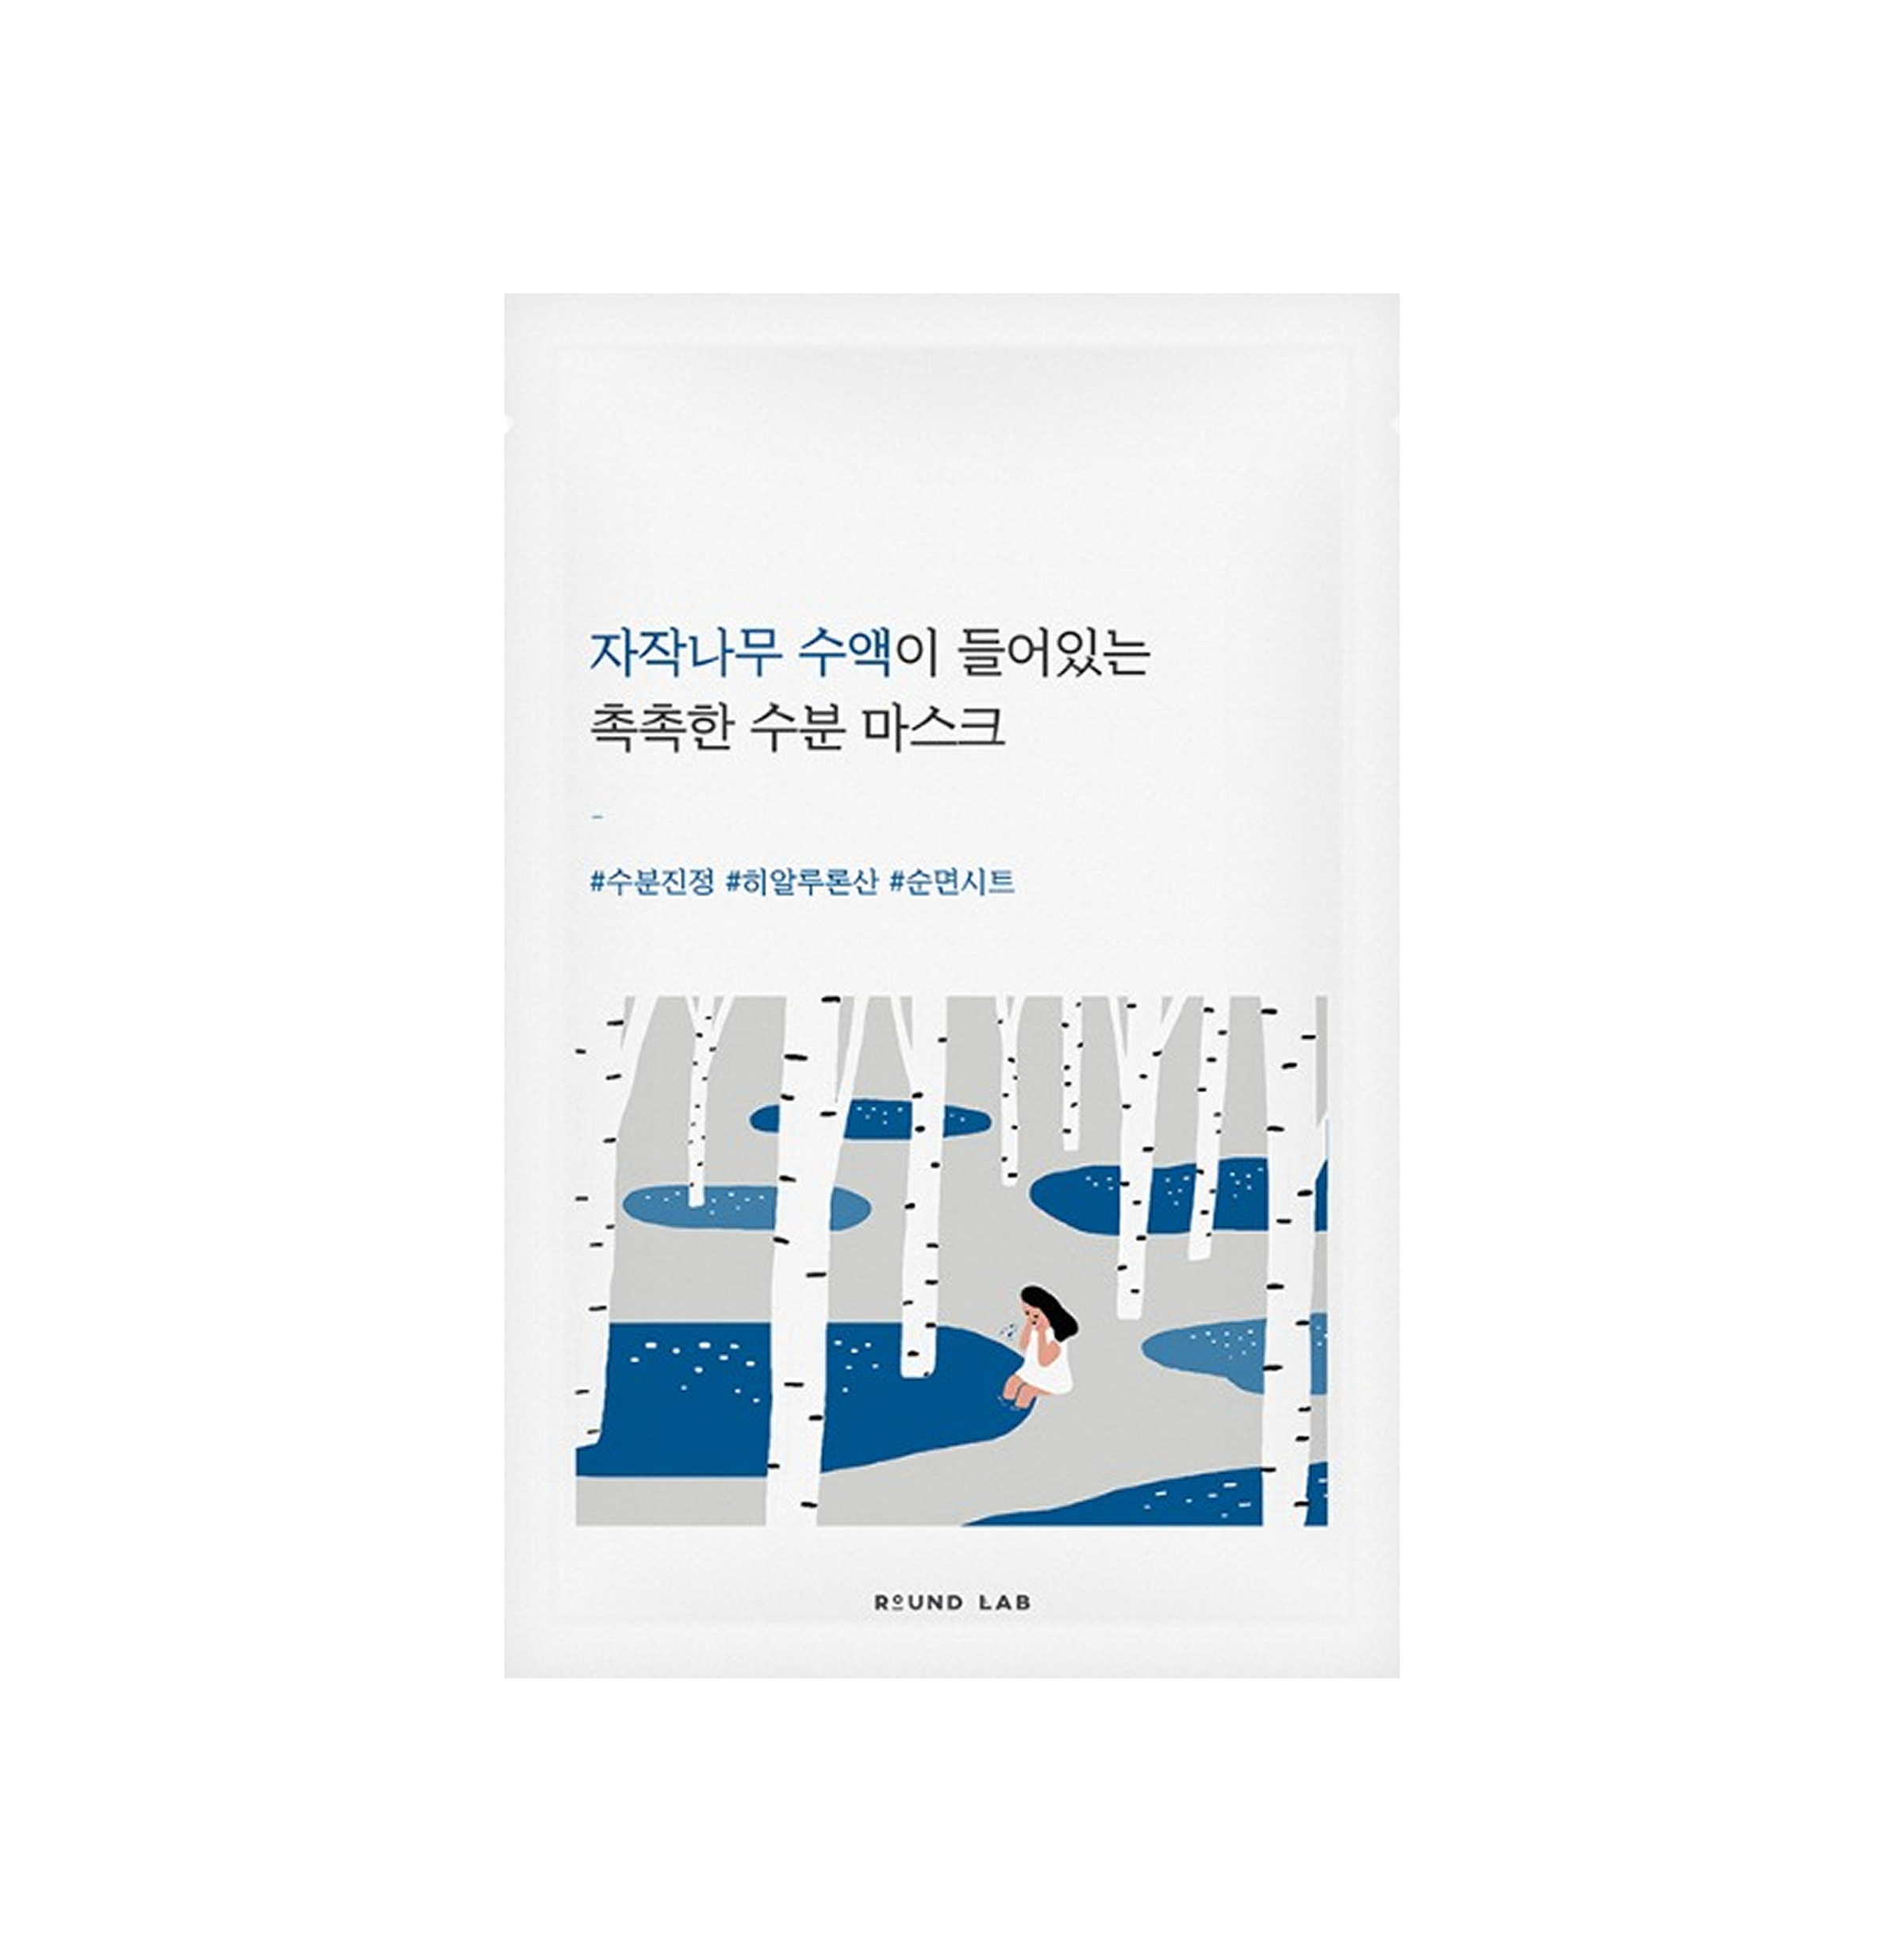 자작나무 수액이 들어있는
촉촉한 수분 마스크
-
#수분진정 #히알루론산 #순면시트
ROUND LAB